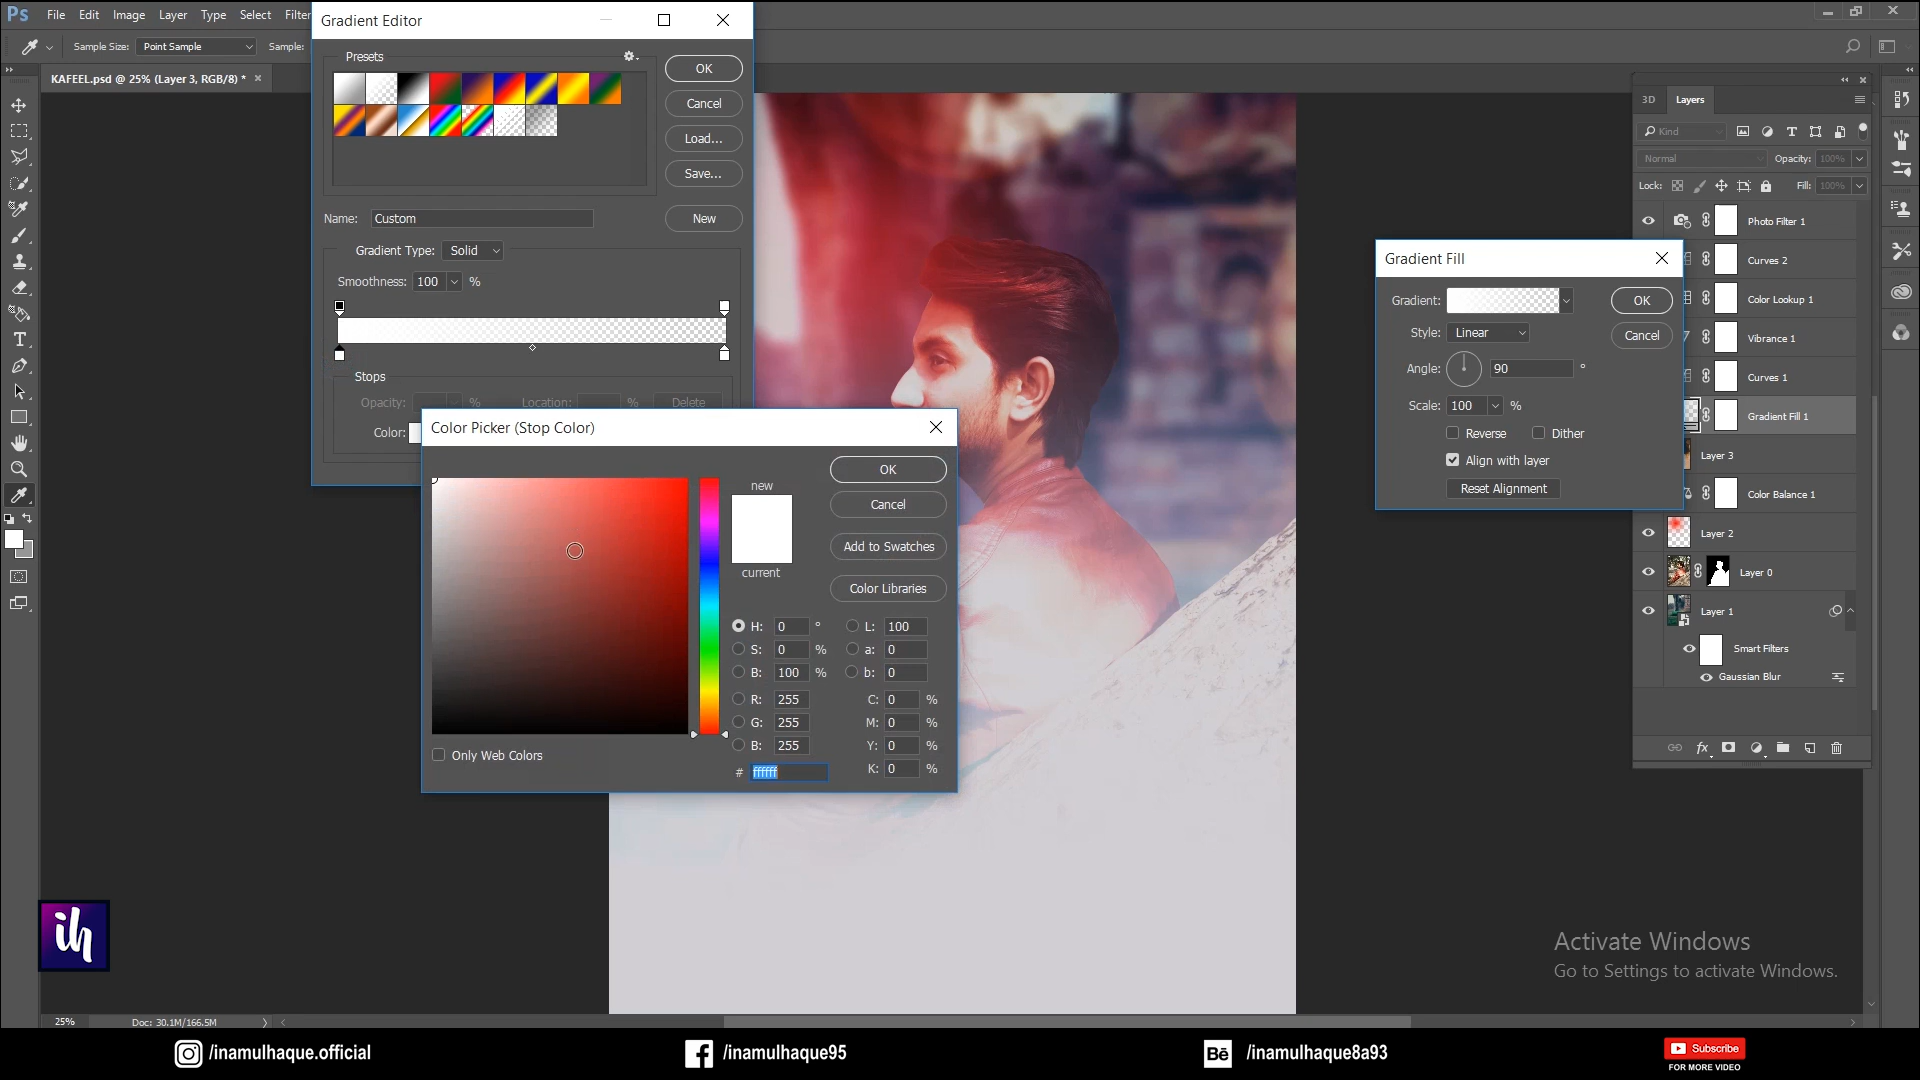 Ps File Edit Image Layer Type Select Filter
Sample Size: Point Sample Sample:
KAFEEL.psd @ 25% (Layer 3, RGB/8) * ×
Gradient Editor
Presets
OK
Cancel
Load...
Save...
Name: Custom
New
Gradient Type: Solid
Smoothness: 100 %
Stops
Opacity: % Location: % Delete
Color:
Color Picker (Stop Color)
new
current
OK
Cancel
Add to Swatches
Color Libraries
H: 0 °
S: 0 %
B: 100 %
R: 255
G: 255
B: 255
# ffffff
L: 100
a: 0
b: 0
C: 0 %
M: 0 %
Y: 0 %
K: 0 %
Only Web Colors
Gradient Fill
Gradient:
OK
Style: Linear
Cancel
Angle: 90 °
Scale: 100 %
Reverse Dither
Align with layer
Reset Alignment
3D Layers
Kind
Normal Opacity: 100%
Lock: Fill: 100%
Photo Filter 1
Curves 2
Color Lookup 1
Vibrance 1
Curves 1
Gradient Fill 1
Layer 3
Color Balance 1
Layer 2
Layer 0
Layer 1
Smart Filters
Gaussian Blur
fx
ih
Activate Windows
Go to Settings to activate Windows.
25% Doc: 30.1M/166.5M
/inamulhaque.official
/inamulhaque95
Bē /inamulhaque8a93
Subscribe
FOR MORE VIDEO